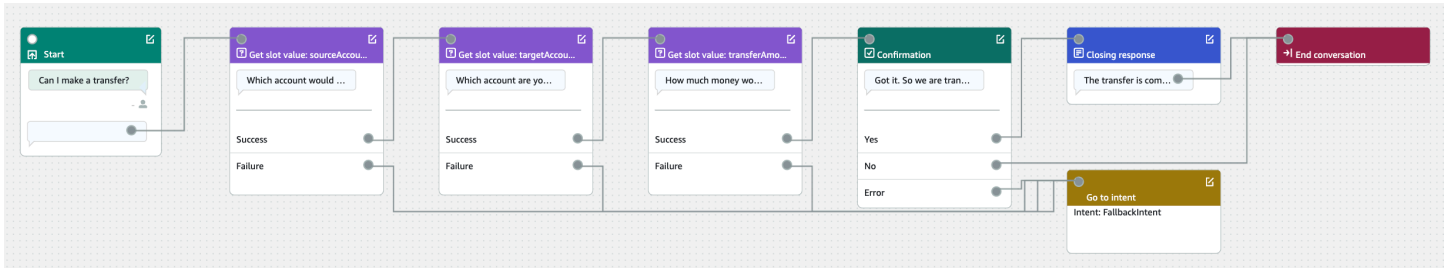 Start
Can I make a transfer?
-
Get slot value: sourceAccou...
Which account would ...
Success
Failure
Get slot value: targetAccou...
Which account are yo...
Success
Failure
Get slot value: transferAmo...
How much money wo...
Success
Failure
Confirmation
Got it. So we are tran...
Yes
No
Error
Closing response
The transfer is com...
End conversation
Go to intent
Intent: FallbackIntent